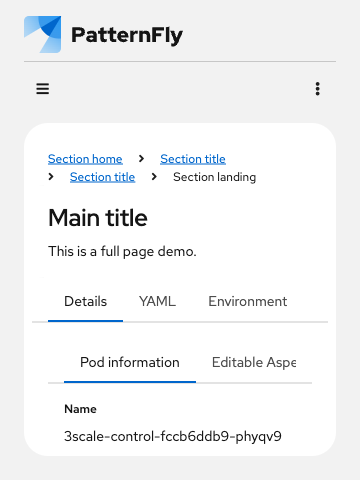 PatternFly
Section home > Section title
> Section title > Section landing
Main title
This is a full page demo.
Details YAML Environment
Pod information Editable Aspe
Name
3scale-control-fccb6ddb9-phyqv9